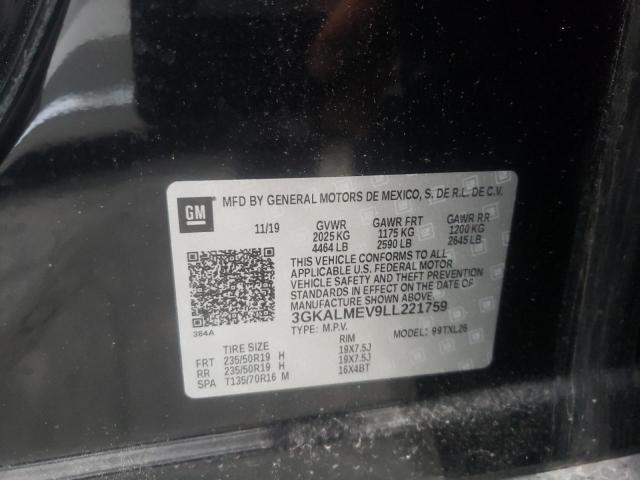 GM
MFD BY GENERAL MOTORS DE MEXICO, S. DE R.L. DE C.V.
11/19 GVWR GAWR FRT GAWR RR
2025 KG 1175 KG 1200 KG
4464 LB 2590 LB 2645 LB
THIS VEHICLE CONFORMS TO ALL
APPLICABLE U.S. FEDERAL MOTOR
VEHICLE SAFETY AND THEFT PREVENTION
STANDARDS IN EFFECT ON THE DATE OF
MANUFACTURE SHOWN ABOVE.
3GKALMEV9LL221759
384A
TYPE: M.P.V. MODEL: 99TXL26
TIRE SIZE RIM
FRT 235/50R19 H 19X7.5J
RR 235/50R19 H 19X7.5J
SPA T135/70R16 M 16X4BT